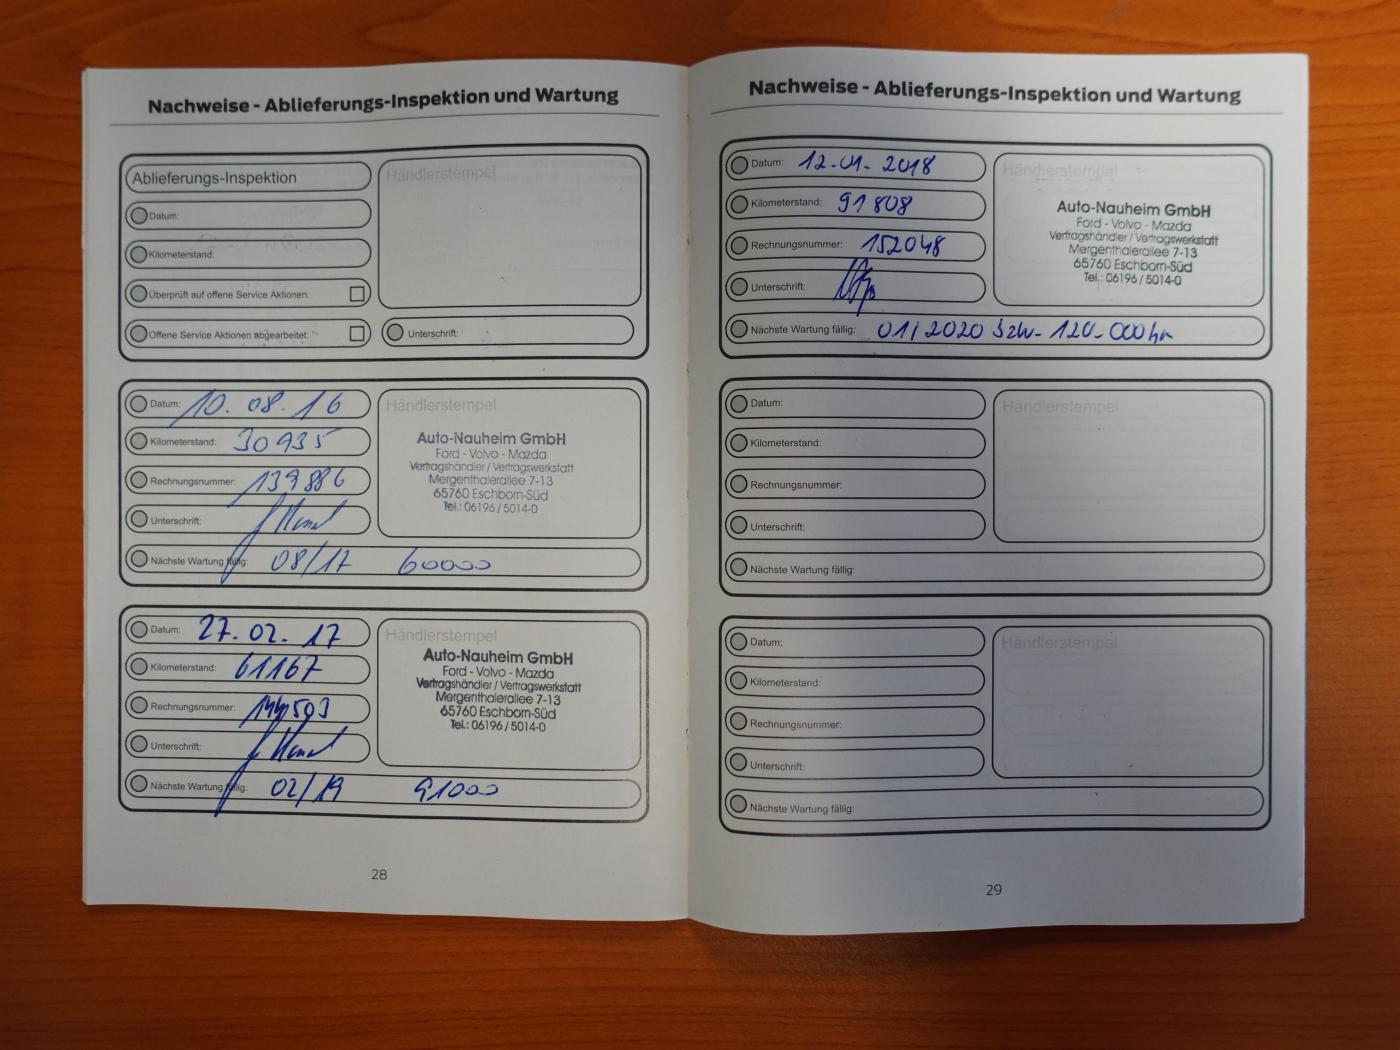 Nachweise - Ablieferungs-Inspektion und Wartung
Ablieferungs-Inspektion
Händlerstempel
Datum:
Kilometerstand:
Überprüft auf offene Service Aktionen:
Offene Service Aktionen abgearbeitet:
Unterschrift:
Datum: 10.08.16
Händlerstempel
Kilometerstand: 30935
Rechnungsnummer: 139886
Unterschrift:
Auto-Nauheim GmbH
Ford - Volvo - Mazda
Vertragshändler / Vertragswerkstatt
Mergenthalerallee 7-13
65760 Eschborn-Süd
Tel.: 06196 / 5014-0
Nächste Wartung fällig: 08/17 60000
Datum: 27.02.17
Händlerstempel
Kilometerstand: 61167
Rechnungsnummer: 144503
Unterschrift:
Auto-Nauheim GmbH
Ford - Volvo - Mazda
Vertragshändler / Vertragswerkstatt
Mergenthalerallee 7-13
65760 Eschborn-Süd
Tel.: 06196 / 5014-0
Nächste Wartung fällig: 02/19 91000
28
Nachweise - Ablieferungs-Inspektion und Wartung
Datum: 12-01-2018
Händlerstempel
Kilometerstand: 91808
Rechnungsnummer: 152048
Unterschrift:
Auto-Nauheim GmbH
Ford - Volvo - Mazda
Vertragshändler / Vertragswerkstatt
Mergenthalerallee 7-13
65760 Eschborn-Süd
Tel.: 06196 / 5014-0
Nächste Wartung fällig: 01/2020 bzw- 120-000 km
Datum:
Händlerstempel
Kilometerstand:
Rechnungsnummer:
Unterschrift:
Nächste Wartung fällig:
Datum:
Händlerstempel
Kilometerstand:
Rechnungsnummer:
Unterschrift:
Nächste Wartung fällig:
29